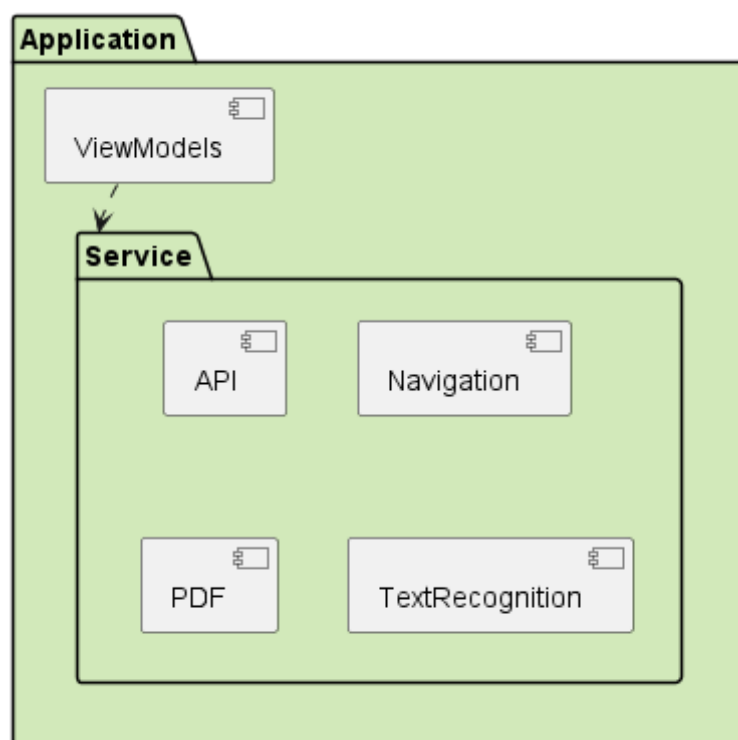 Application
ViewModels
Service
API
Navigation
PDF
TextRecognition